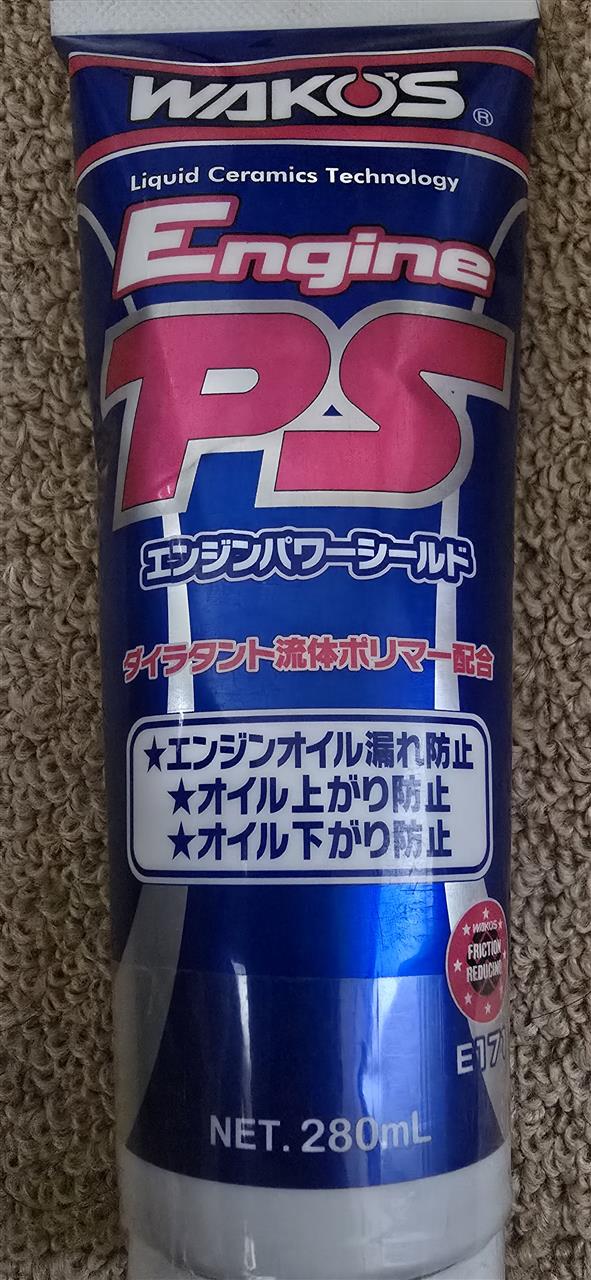 WAKO'S®
Liquid Ceramics Technology
Engine
PS
エンジンパワーシールド
ダイラタント流体ポリマー配合
★エンジンオイル漏れ防止
★オイル上がり防止
★オイル下がり防止
WAKO'S
FRICTION
REDUCING
E17
NET. 280mL